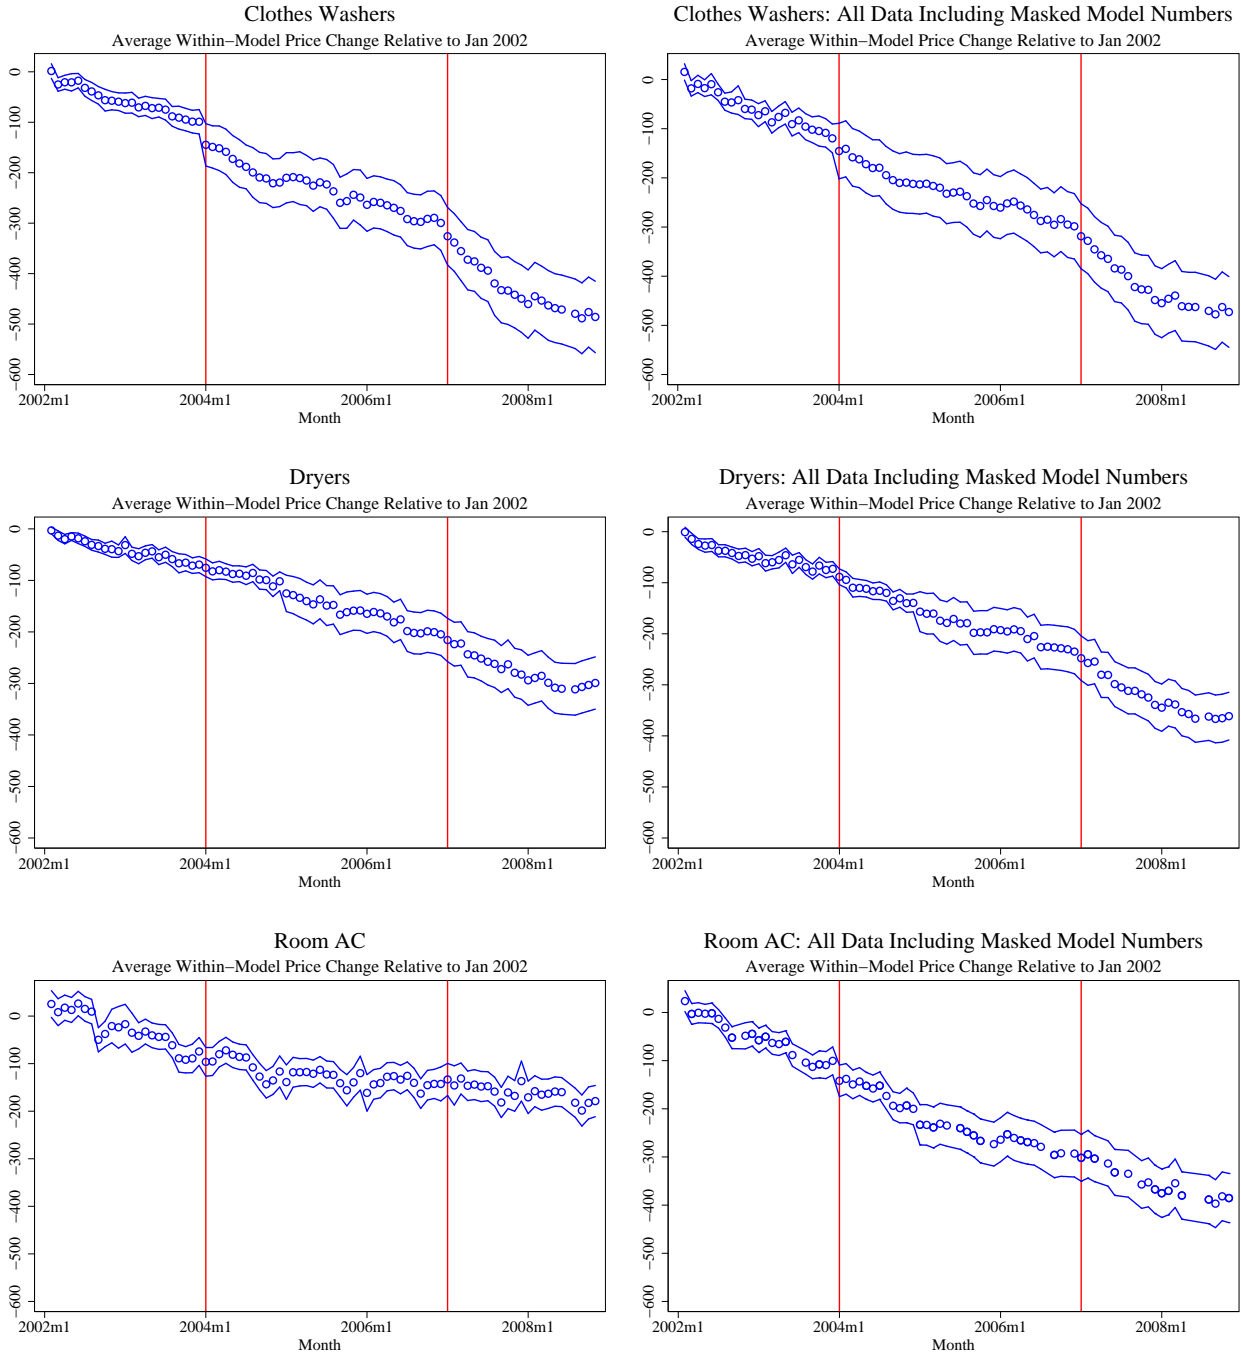 Clothes Washers
Average Within−Model Price Change Relative to Jan 2002
0
−100
−200
−300
−400
−500
−600
2002m1 2004m1 2006m1 2008m1
Month
Clothes Washers: All Data Including Masked Model Numbers
Average Within−Model Price Change Relative to Jan 2002
0
−100
−200
−300
−400
−500
−600
2002m1 2004m1 2006m1 2008m1
Month
Dryers
Average Within−Model Price Change Relative to Jan 2002
0
−100
−200
−300
−400
−500
−600
2002m1 2004m1 2006m1 2008m1
Month
Dryers: All Data Including Masked Model Numbers
Average Within−Model Price Change Relative to Jan 2002
0
−100
−200
−300
−400
−500
−600
2002m1 2004m1 2006m1 2008m1
Month
Room AC
Average Within−Model Price Change Relative to Jan 2002
0
−100
−200
−300
−400
−500
−600
2002m1 2004m1 2006m1 2008m1
Month
Room AC: All Data Including Masked Model Numbers
Average Within−Model Price Change Relative to Jan 2002
0
−100
−200
−300
−400
−500
−600
2002m1 2004m1 2006m1 2008m1
Month